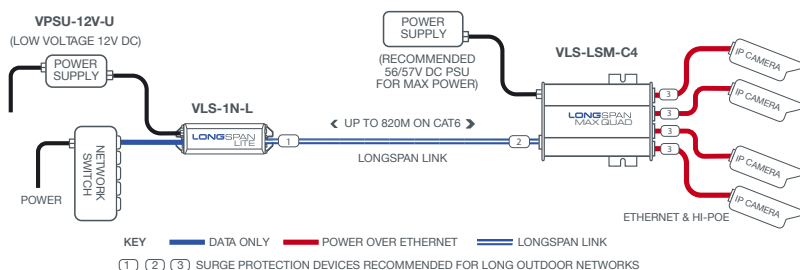 VPSU-12V-U
(LOW VOLTAGE 12V DC)
POWER
SUPPLY
VLS-1N-L
LONGSPAN
LITE
NETWORK
SWITCH
POWER
1
UP TO 820M ON CAT6
LONGSPAN LINK
2
POWER
SUPPLY
(RECOMMENDED
56/57V DC PSU
FOR MAX POWER)
VLS-LSM-C4
LONGSPAN
MAX QUAD
3
3
3
3
IP CAMERA
IP CAMERA
IP CAMERA
IP CAMERA
ETHERNET & HI-POE
KEY DATA ONLY POWER OVER ETHERNET LONGSPAN LINK
1 2 3 SURGE PROTECTION DEVICES RECOMMENDED FOR LONG OUTDOOR NETWORKS